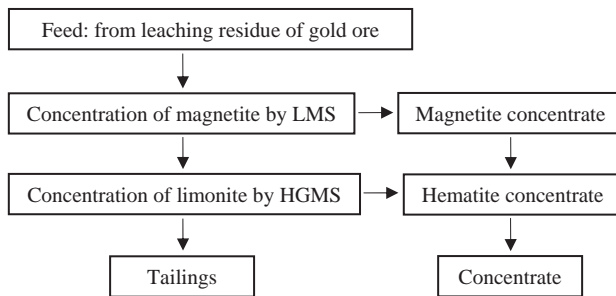 Feed: from leaching residue of gold ore
Concentration of magnetite by LMS
Magnetite concentrate
Concentration of limonite by HGMS
Hematite concentrate
Tailings
Concentrate